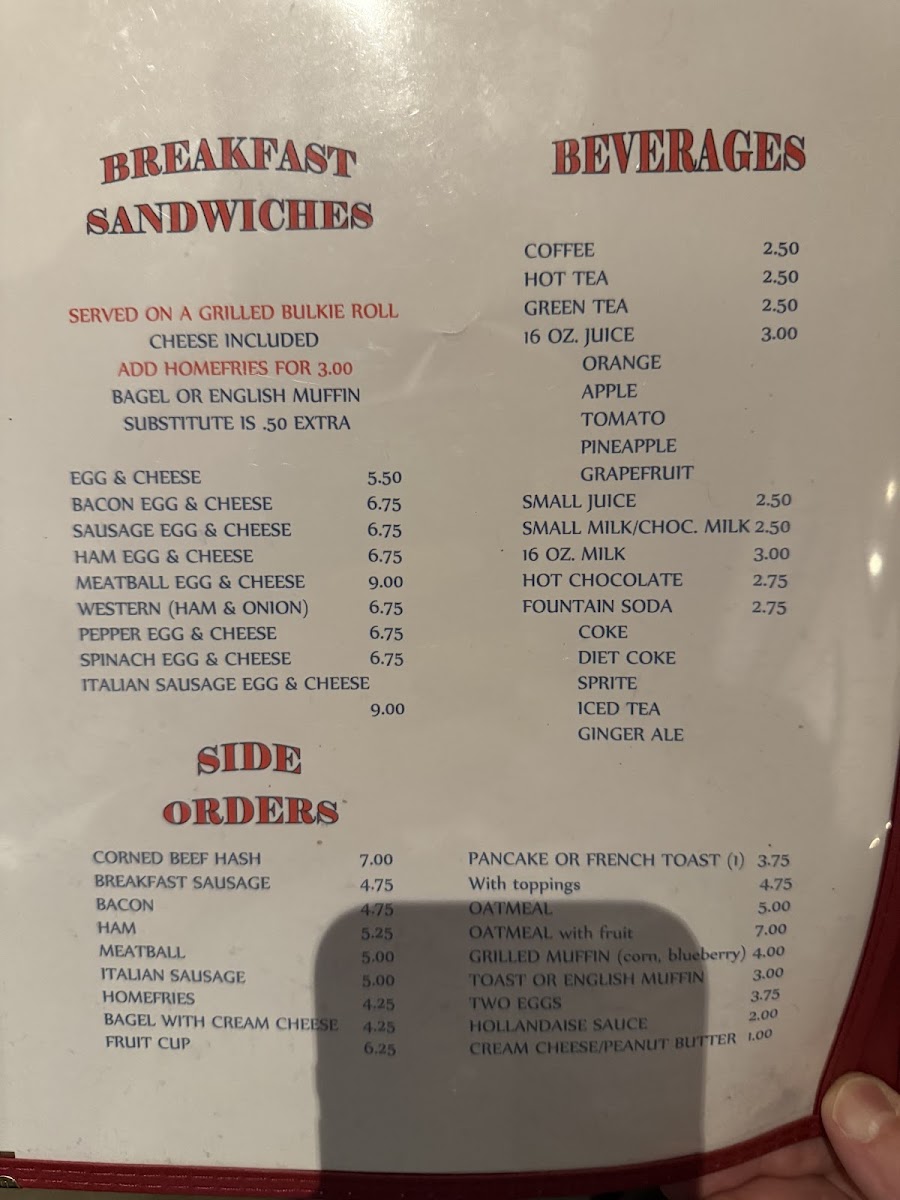 BREAKFAST
SANDWICHES
SERVED ON A GRILLED BULKIE ROLL
CHEESE INCLUDED
ADD HOMEFRIES FOR 3.00
BAGEL OR ENGLISH MUFFIN
SUBSTITUTE IS .50 EXTRA
EGG & CHEESE 5.50
BACON EGG & CHEESE 6.75
SAUSAGE EGG & CHEESE 6.75
HAM EGG & CHEESE 6.75
MEATBALL EGG & CHEESE 9.00
WESTERN (HAM & ONION) 6.75
PEPPER EGG & CHEESE 6.75
SPINACH EGG & CHEESE 6.75
ITALIAN SAUSAGE EGG & CHEESE
9.00
BEVERAGES
COFFEE 2.50
HOT TEA 2.50
GREEN TEA 2.50
16 OZ. JUICE 3.00
ORANGE
APPLE
TOMATO
PINEAPPLE
GRAPEFRUIT
SMALL JUICE 2.50
SMALL MILK/CHOC. MILK 2.50
16 OZ. MILK 3.00
HOT CHOCOLATE 2.75
FOUNTAIN SODA 2.75
COKE
DIET COKE
SPRITE
ICED TEA
GINGER ALE
SIDE
ORDERS
CORNED BEEF HASH 7.00
BREAKFAST SAUSAGE 4.75
BACON 4.75
HAM 5.25
MEATBALL 5.00
ITALIAN SAUSAGE 5.00
HOMEFRIES 4.25
BAGEL WITH CREAM CHEESE 4.25
FRUIT CUP 6.25
PANCAKE OR FRENCH TOAST (1) 3.75
With toppings 4.75
OATMEAL 5.00
OATMEAL with fruit 7.00
GRILLED MUFFIN (corn, blueberry) 4.00
TOAST OR ENGLISH MUFFIN 3.00
TWO EGGS 3.75
HOLLANDAISE SAUCE 2.00
CREAM CHEESE/PEANUT BUTTER 1.00